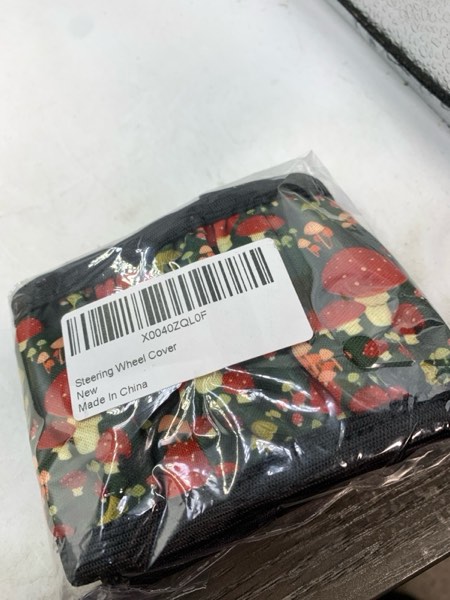 X0040ZQL0F
Steering Wheel Cover
New
Made In China